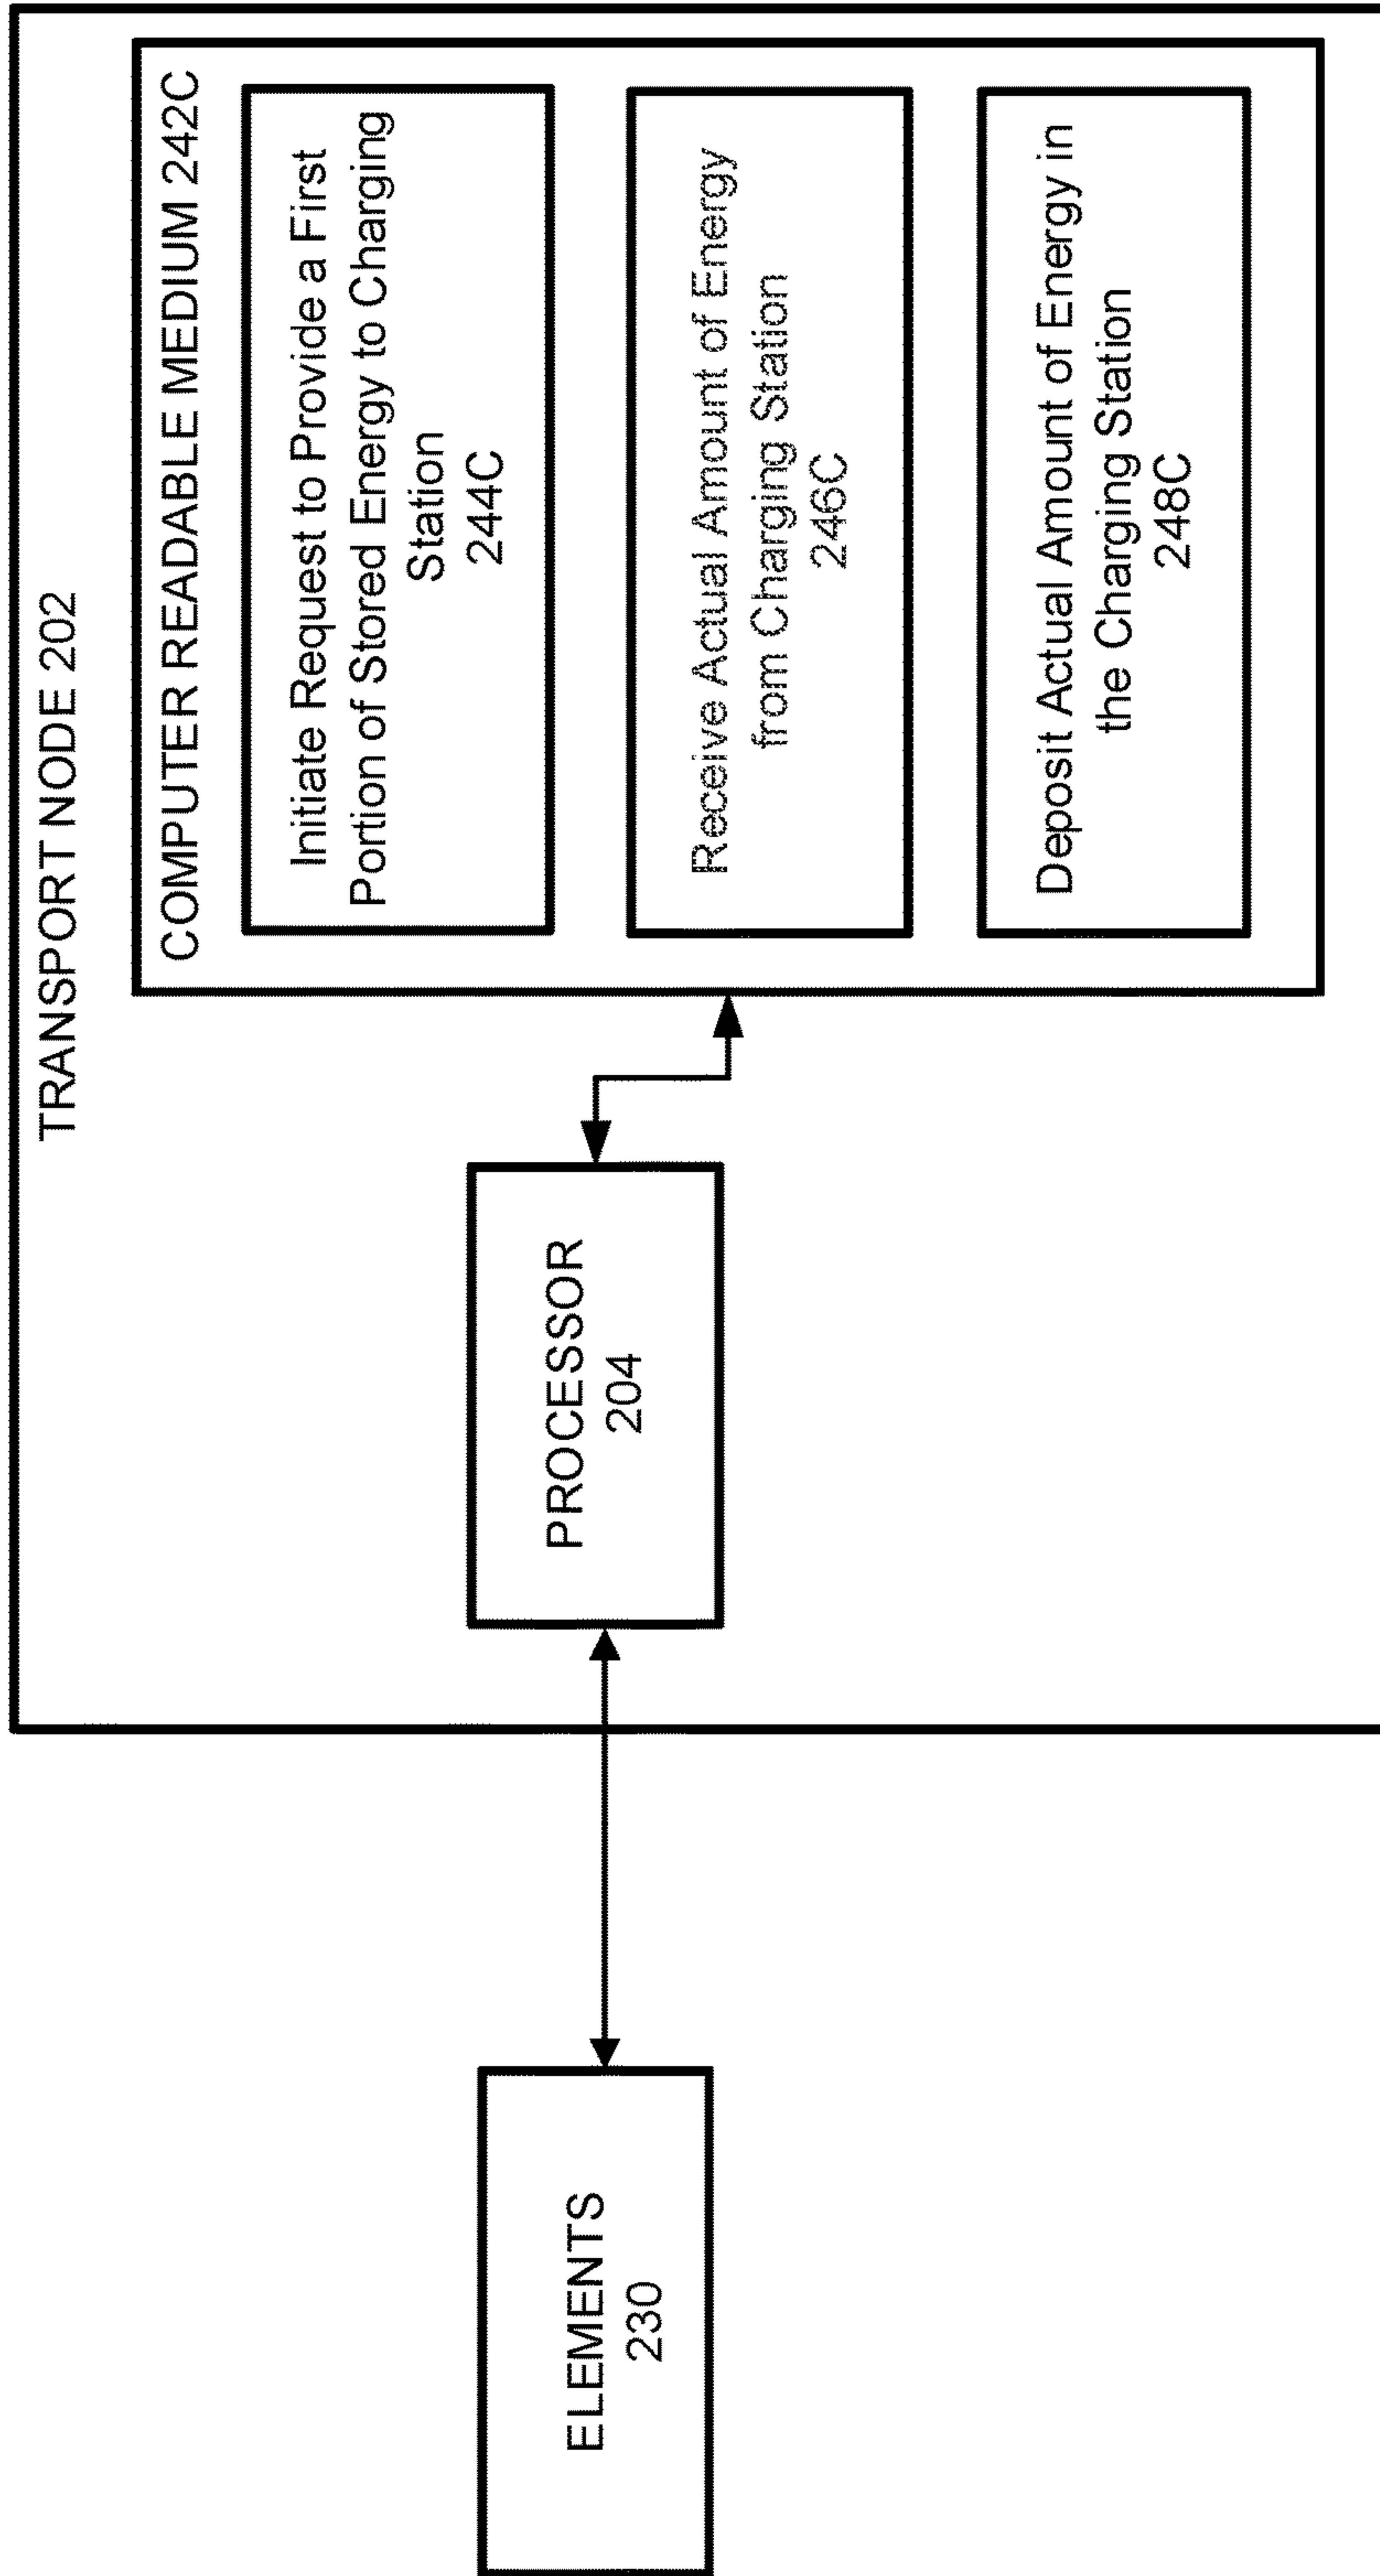 TRANSPORT NODE 202
COMPUTER READABLE MEDIUM 242C
Initiate Request to Provide a First
Portion of Stored Energy to Charging
Station
244C
Receive Actual Amount of Energy
from Charging Station
246C
Deposit Actual Amount of Energy in
the Charging Station
248C
PROCESSOR
204
ELEMENTS
230